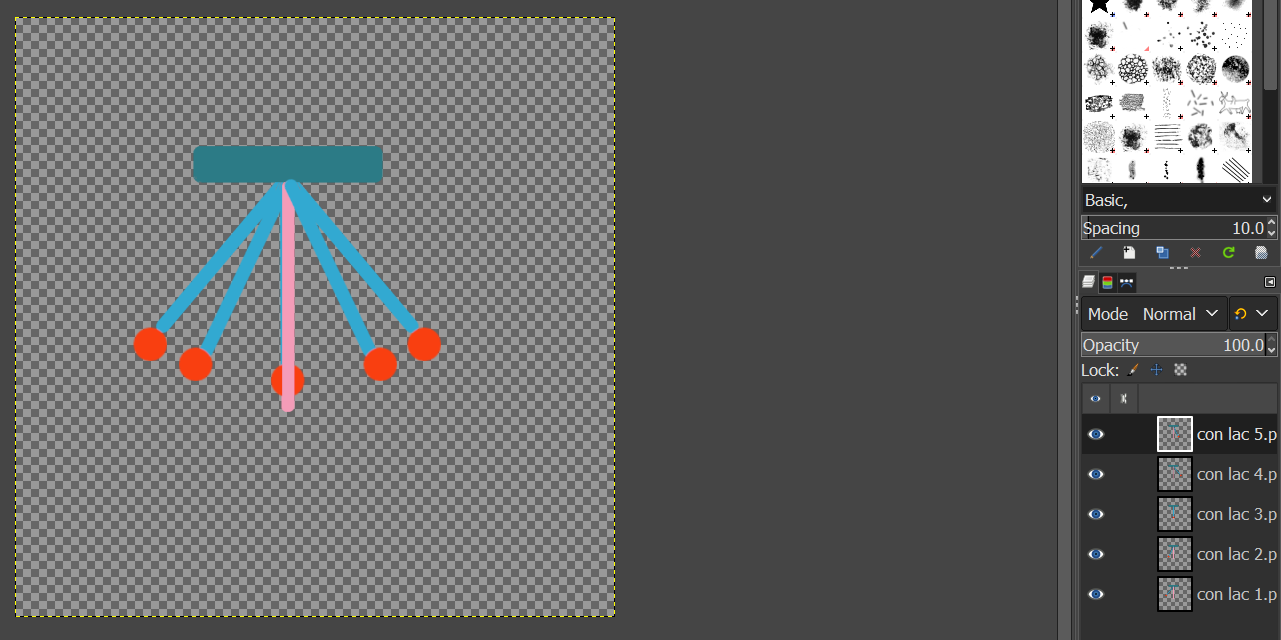 Basic,
Spacing 10.0
Mode Normal
Opacity 100.0
Lock:
con lac 5.p
con lac 4.p
con lac 3.p
con lac 2.p
con lac 1.p